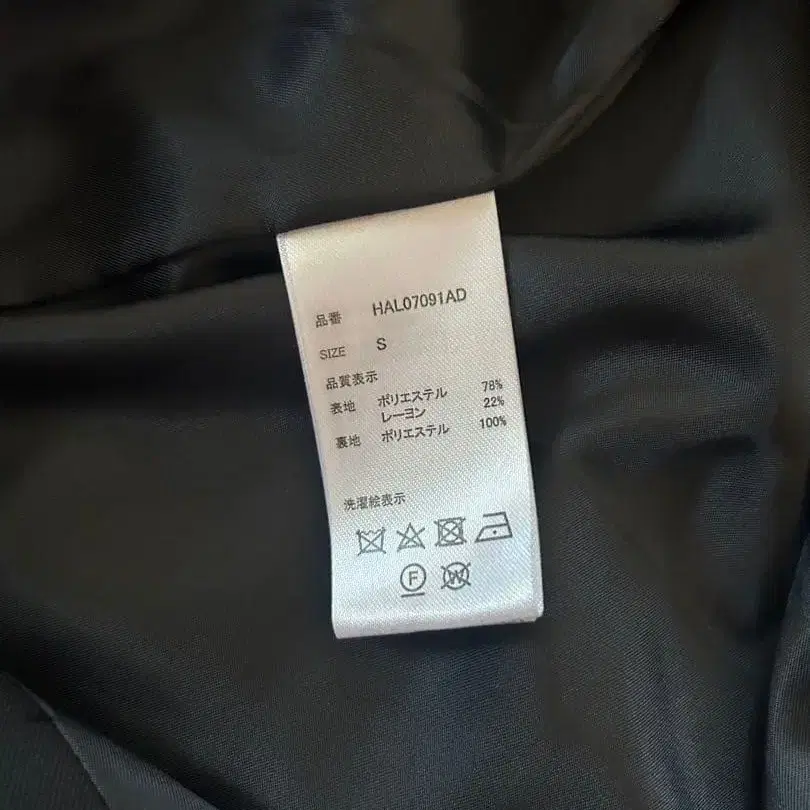 品番 HAL07091AD
SIZE S
品質表示
表地 ポリエステル 78%
レーヨン 22%
裏地 ポリエステル 100%
洗濯絵表示
F W